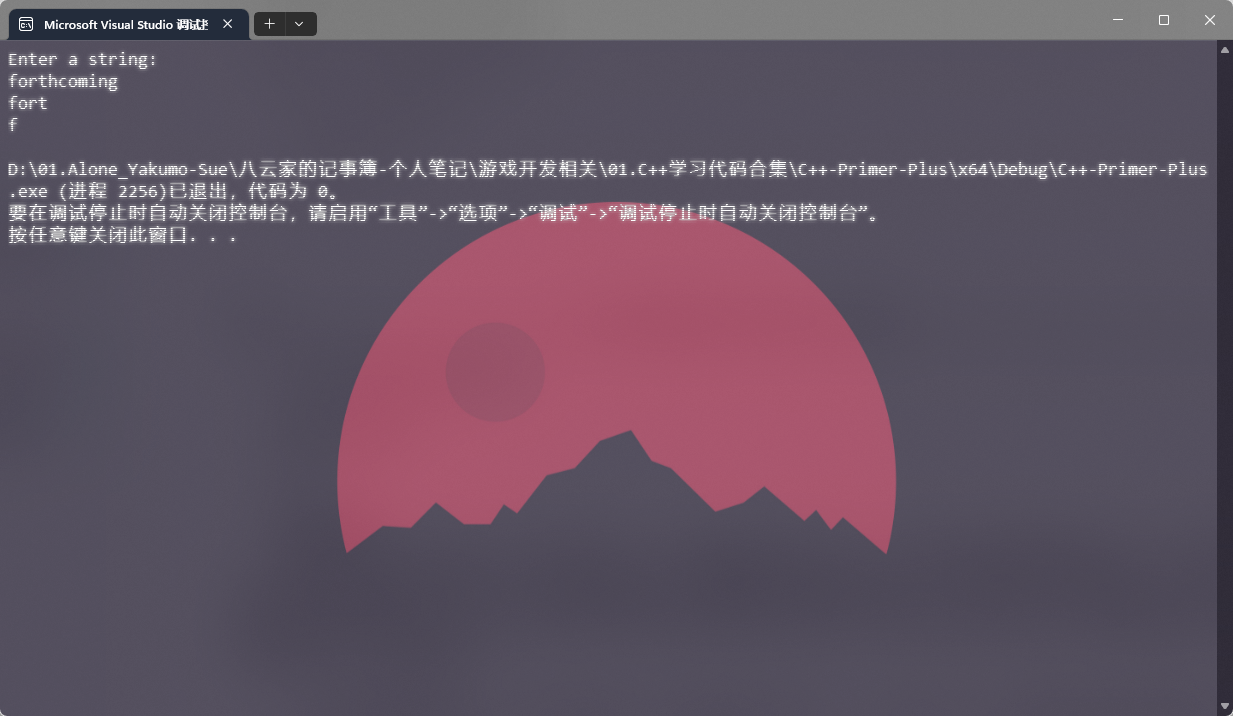 Microsoft Visual Studio 调试
Enter a string:
forthcoming
fort
f
D:\01.Alone_Yakumo-Sue\八云家的记事簿-个人笔记\游戏开发相关\01.C++学习代码合集\C++-Primer-Plus\x64\Debug\C++-Primer-Plus
.exe (进程 2256)已退出，代码为 0。
要在调试停止时自动关闭控制台，请启用“工具”->“选项”->“调试”->“调试停止时自动关闭控制台”。
按任意键关闭此窗口. . .